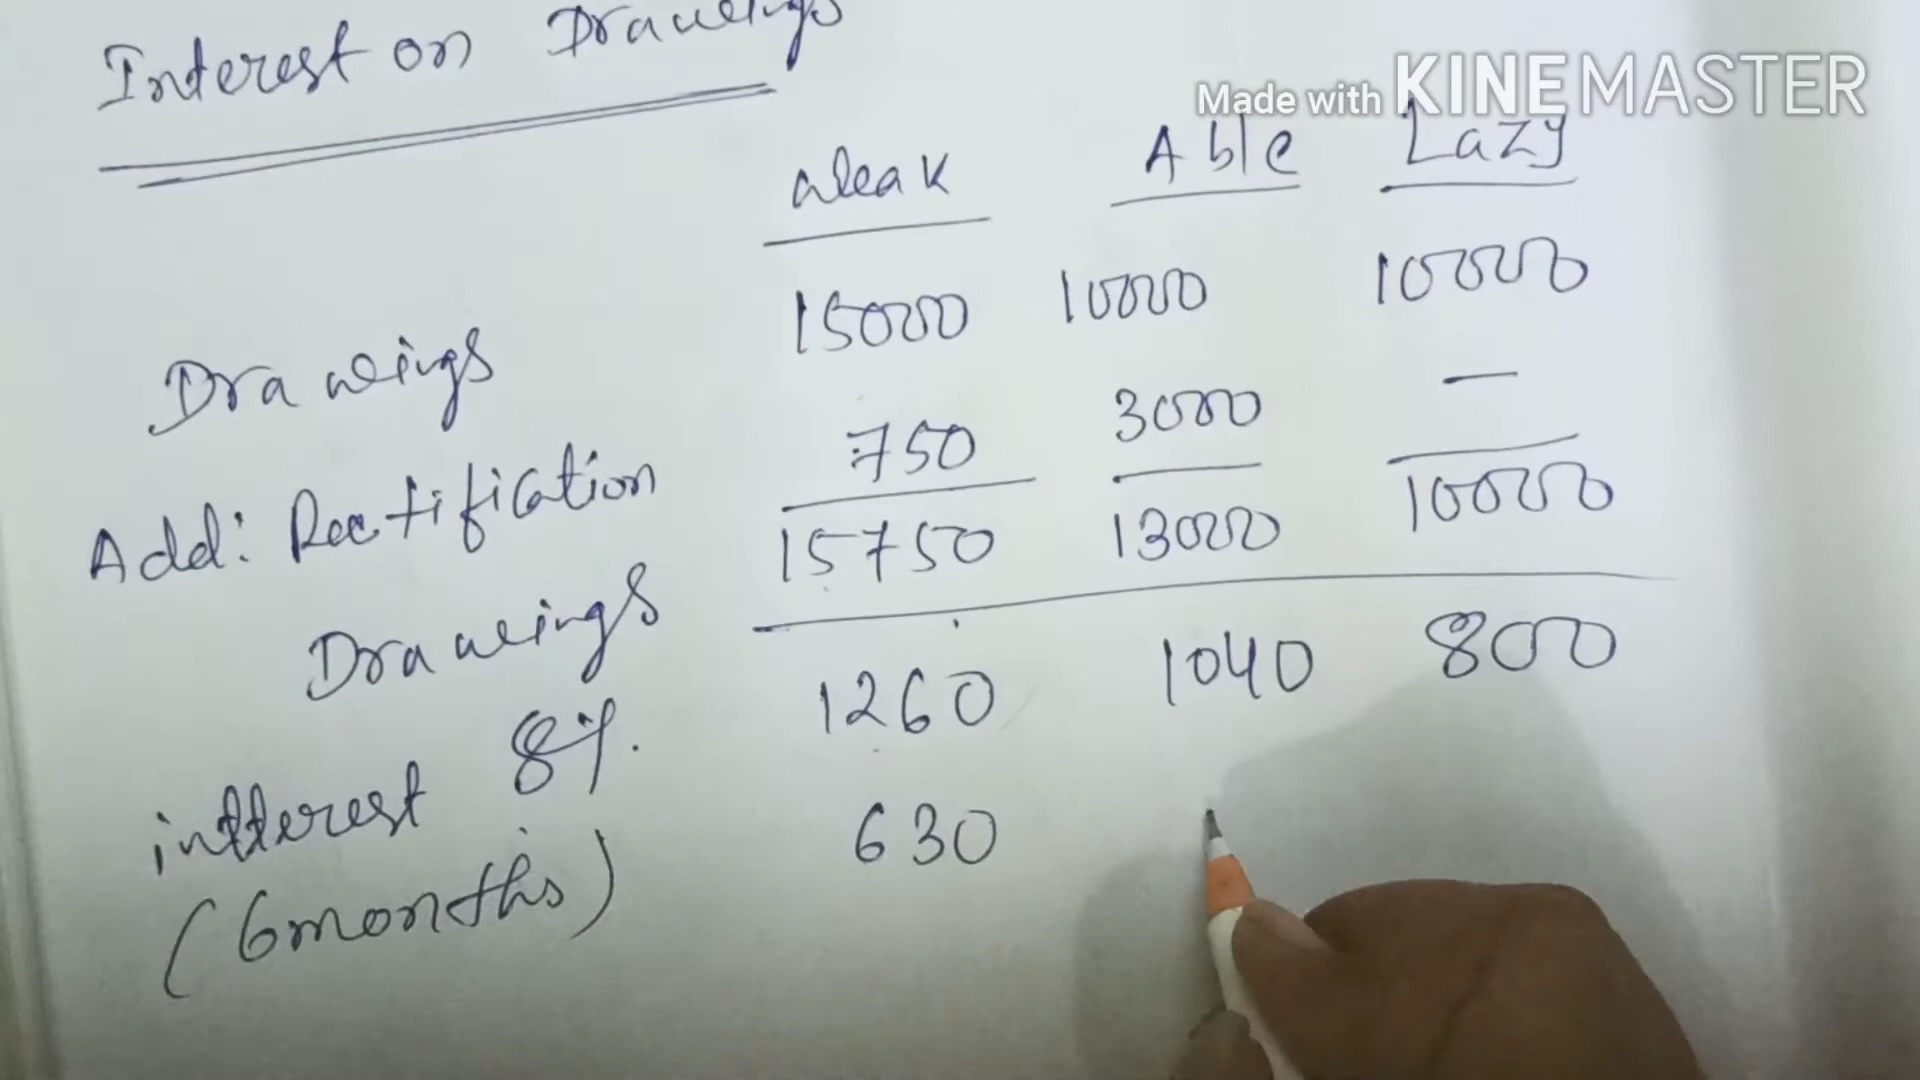 Interest on Drawings
Made with KINEMASTER
Weak Able Lazy
Drawings 15000 10000 10000
Add: Rectification 750 3000 —
Drawings 15750 13000 10000
intterest 8% 1260 1040 800
(6months) 630